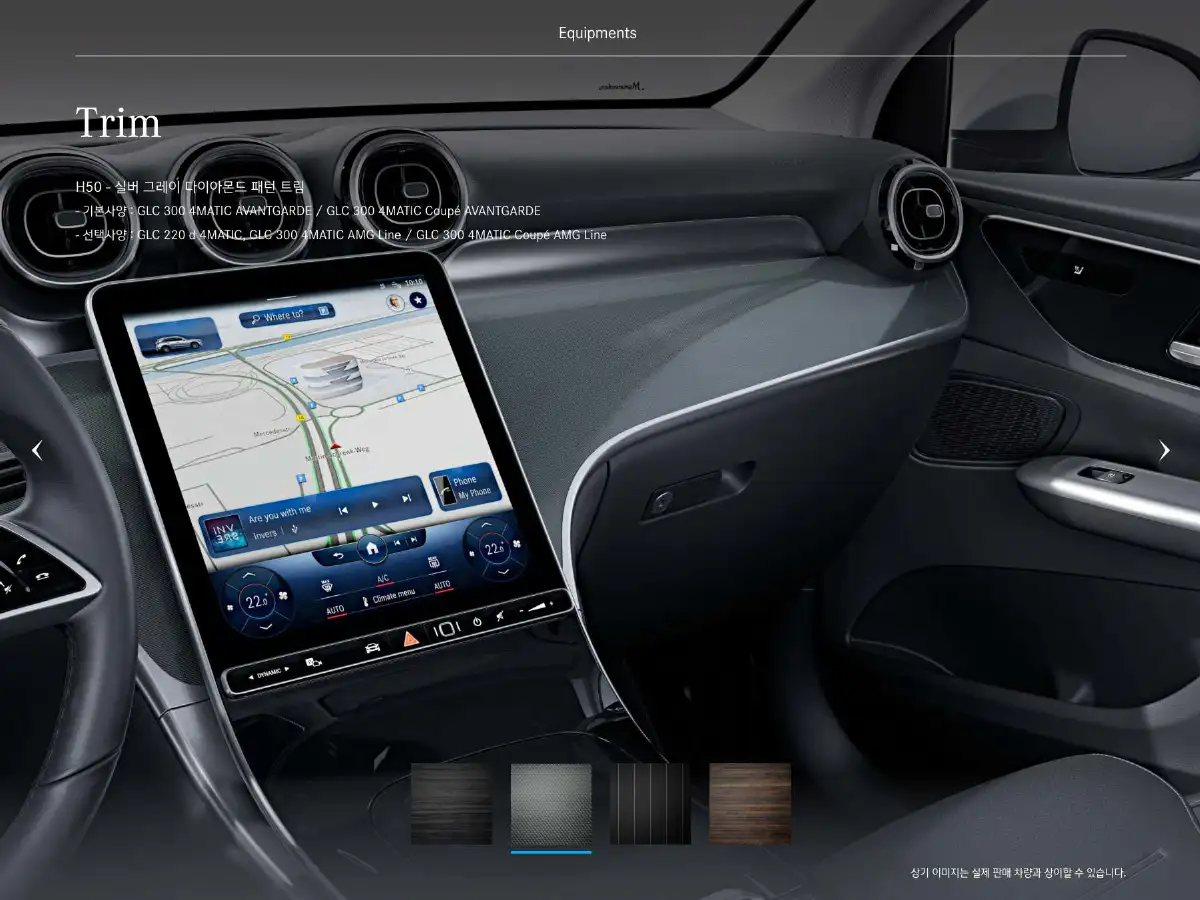 Equipments
Trim
H50 - 실버 그레이 다이아몬드 패턴 트림
- 기본사양 : GLC 300 4MATIC AVANTGARDE / GLC 300 4MATIC Coupé AVANTGARDE
- 선택사양 : GLC 220 d 4MATIC, GLC 300 4MATIC AMG Line / GLC 300 4MATIC Coupé AMG Line
10:10
Where to?
Mercedesstr.
Phone
My Phone
Are you with me
Invers
22.0
A/C
22.0
AUTO
Climate menu
AUTO
DYNAMIC
상기 이미지는 실제 판매 차량과 상이할 수 있습니다.